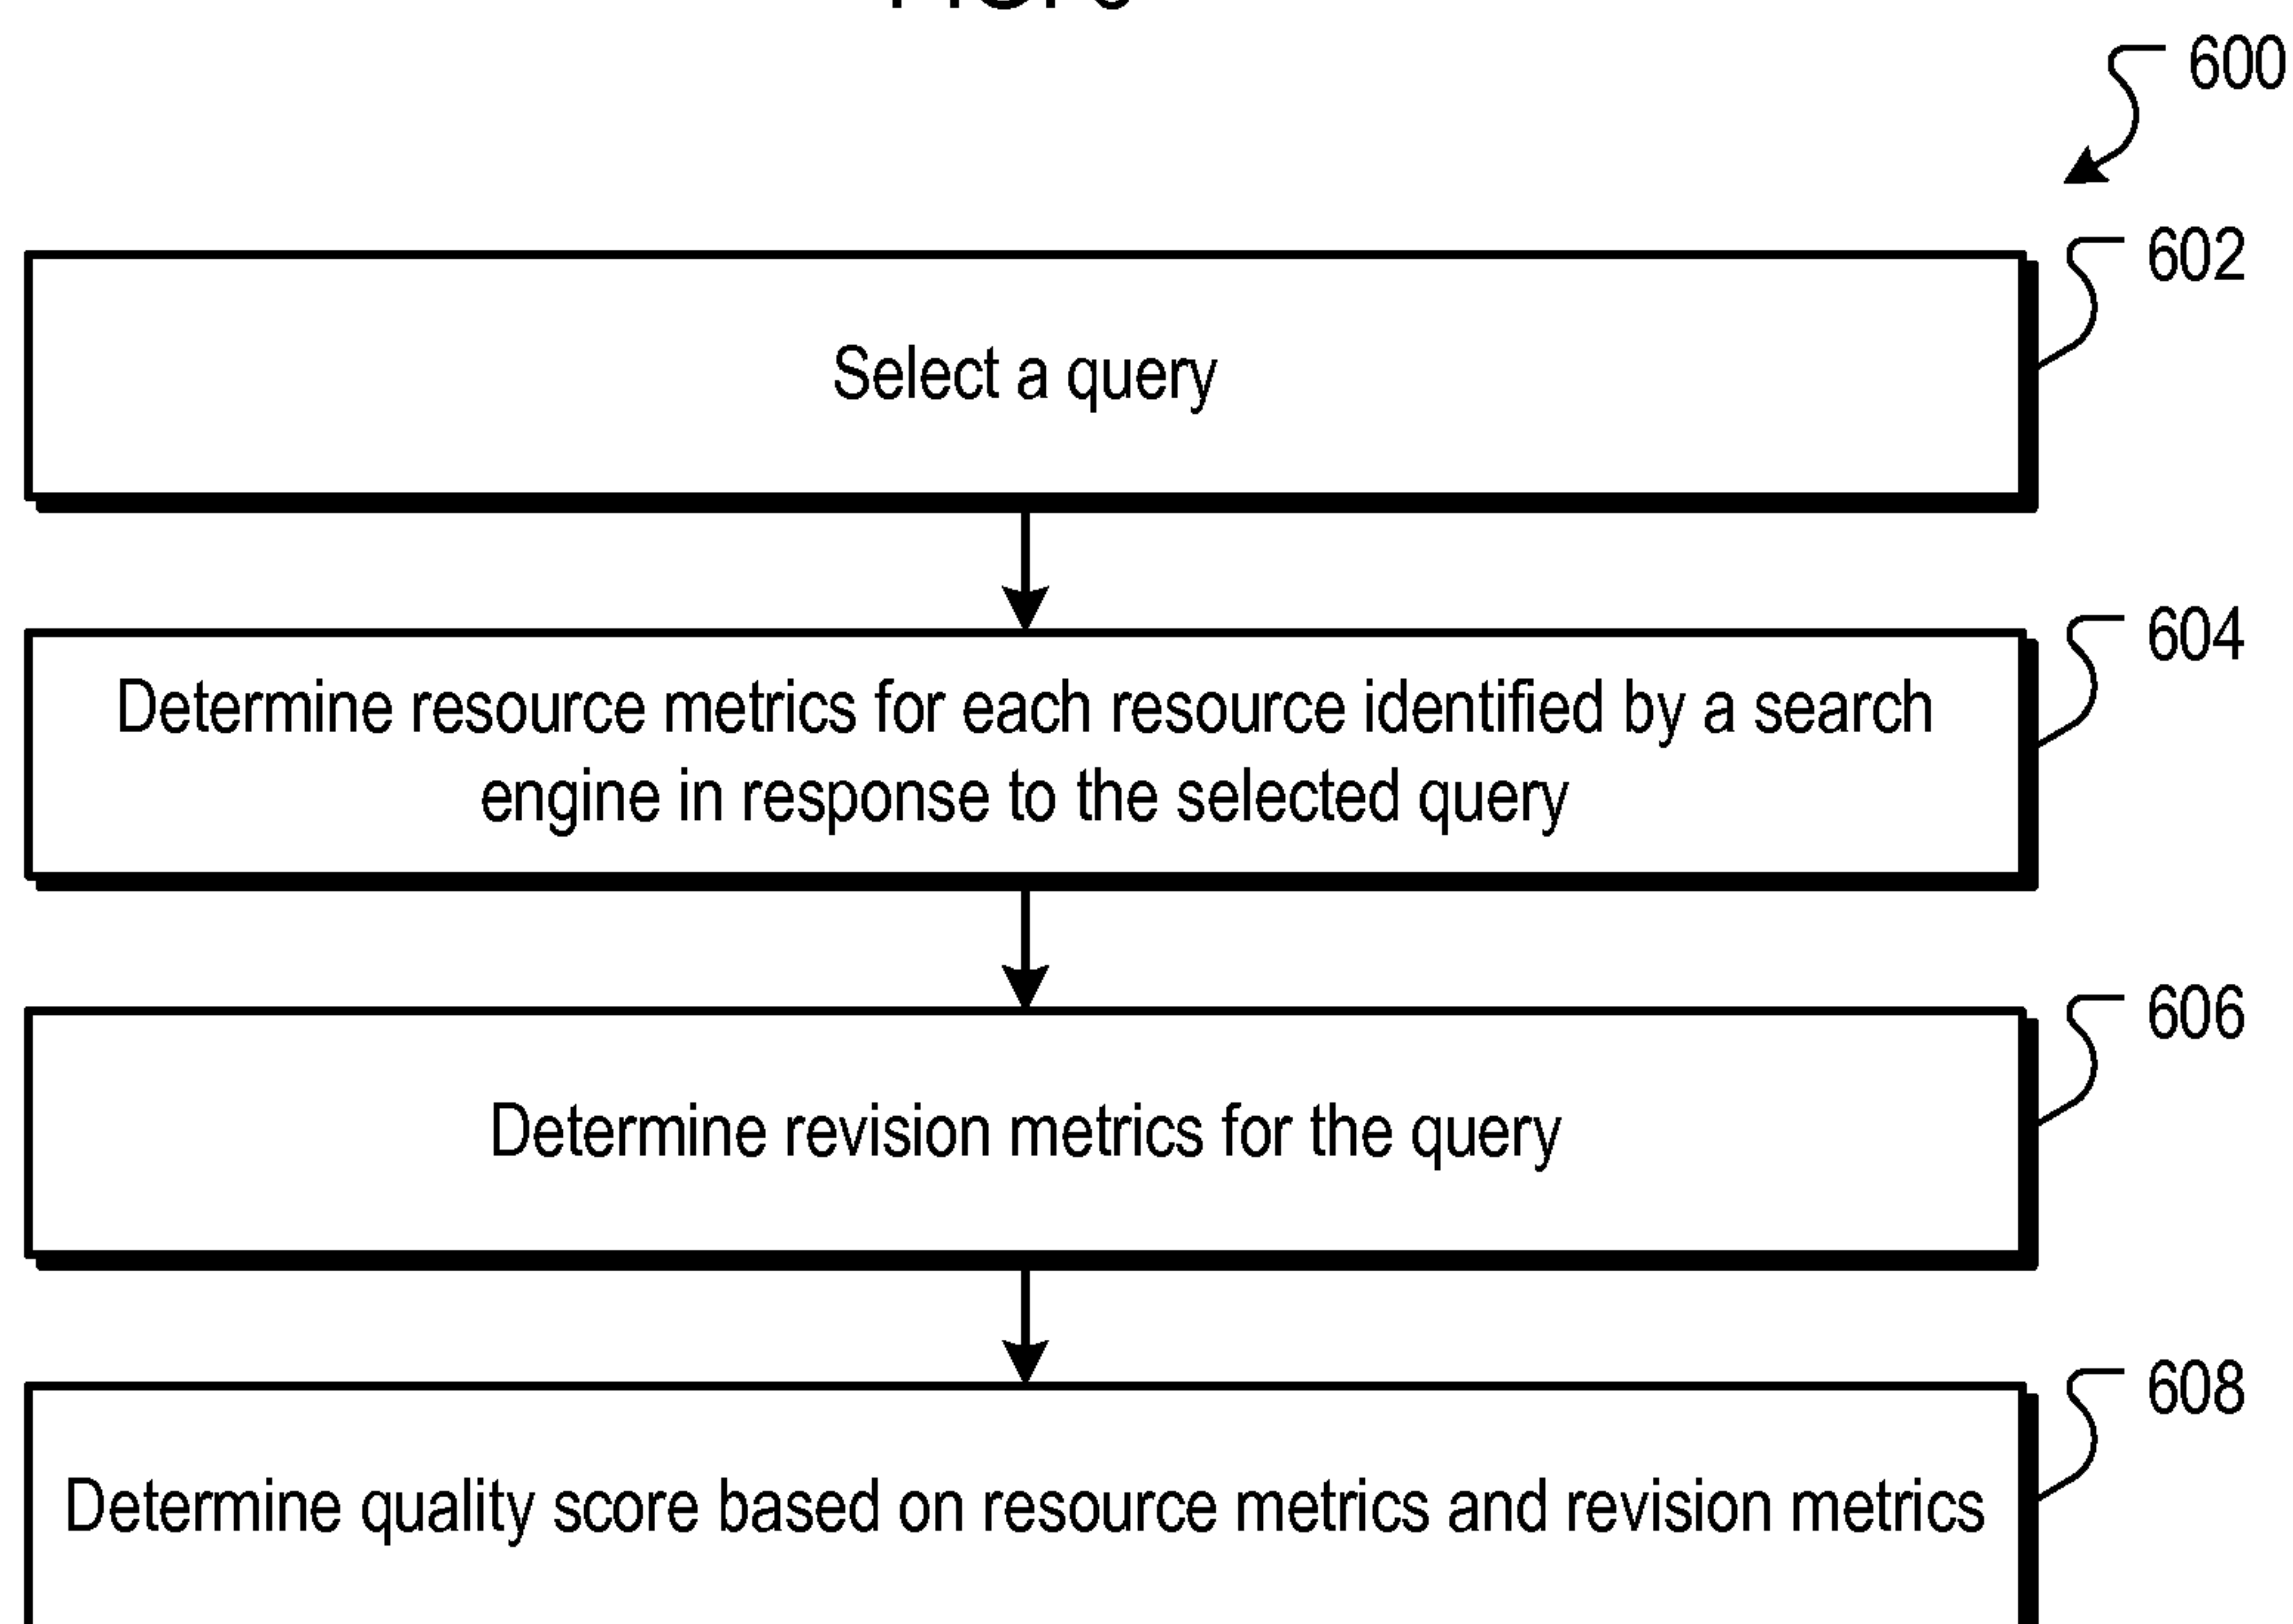 600
602
Select a query
604
Determine resource metrics for each resource identified by a search
engine in response to the selected query
606
Determine revision metrics for the query
608
Determine quality score based on resource metrics and revision metrics